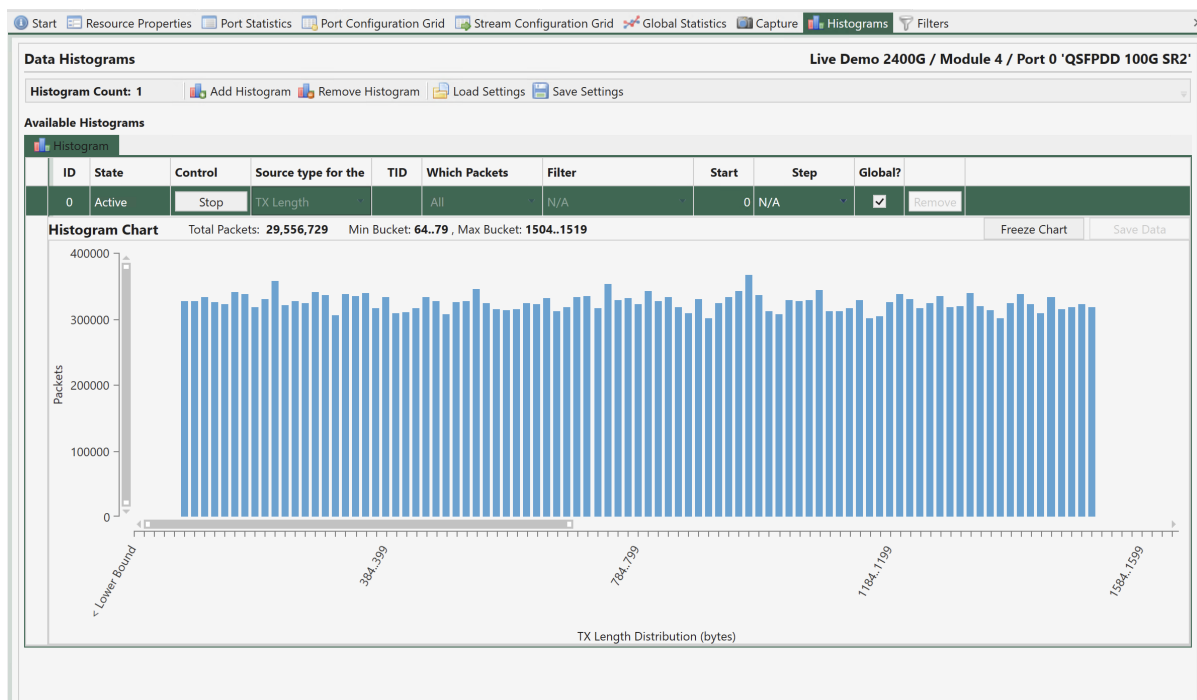 Start Resource Properties Port Statistics Port Configuration Grid Stream Configuration Grid Global Statistics Capture Histograms Filters
Data Histograms Live Demo 2400G / Module 4 / Port 0 'QSFPDD 100G SR2'
Histogram Count: 1 Add Histogram Remove Histogram Load Settings Save Settings
Available Histograms
Histogram
ID State Control Source type for the TID Which Packets Filter Start Step Global?
0 Active Stop TX Length All N/A 0 N/A Remove
Histogram Chart Total Packets: 29,556,729 Min Bucket: 64..79 , Max Bucket: 1504..1519 Freeze Chart Save Data
400000
300000
200000
100000
0
Packets
< Lower Bound 384..399 784..799 1184..1199 1584..1599
TX Length Distribution (bytes)